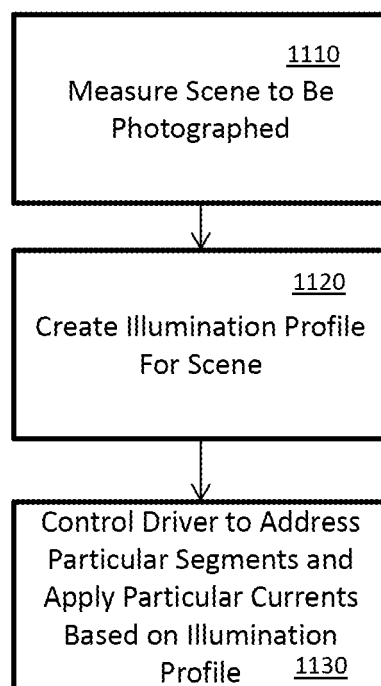 1110
Measure Scene to Be
Photographed
1120
Create Illumination Profile
For Scene
Control Driver to Address
Particular Segments and
Apply Particular Currents
Based on Illumination
Profile 1130